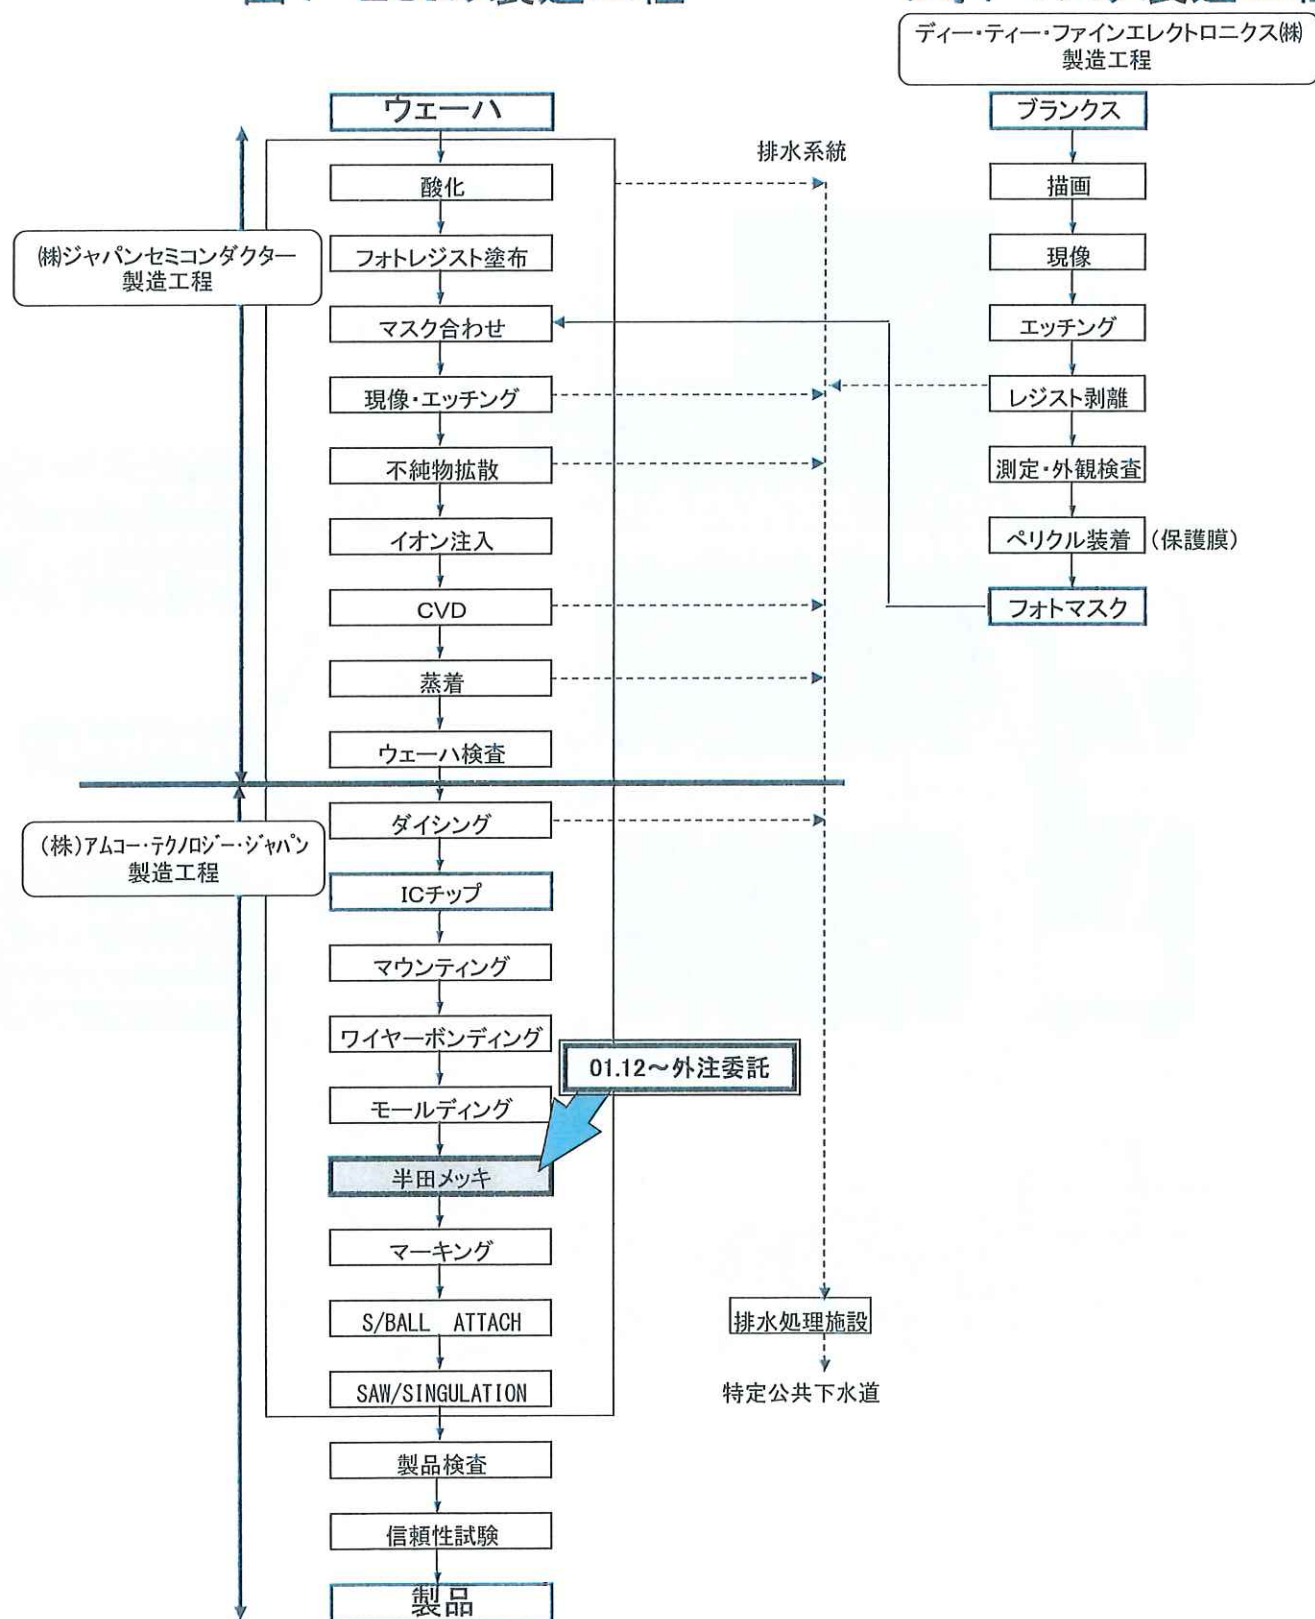 ディー・ティー・ファインエレクトロニクス㈱
製造工程
ウェーハ
ブランクス
排水系統
酸化
描画
㈱ジャパンセミコンダクター
製造工程
フォトレジスト塗布
現像
マスク合わせ
エッチング
現像・エッチング
レジスト剥離
不純物拡散
測定・外観検査
イオン注入
ペリクル装着
(保護膜)
CVD
フォトマスク
蒸着
ウェーハ検査
ダイシング
(株)アムコー・テクノロジー・ジャパン
製造工程
ICチップ
マウンティング
ワイヤーボンディング
01.12～外注委託
モールディング
半田メッキ
マーキング
S/BALL ATTACH
排水処理施設
SAW/SINGULATION
特定公共下水道
製品検査
信頼性試験
製品